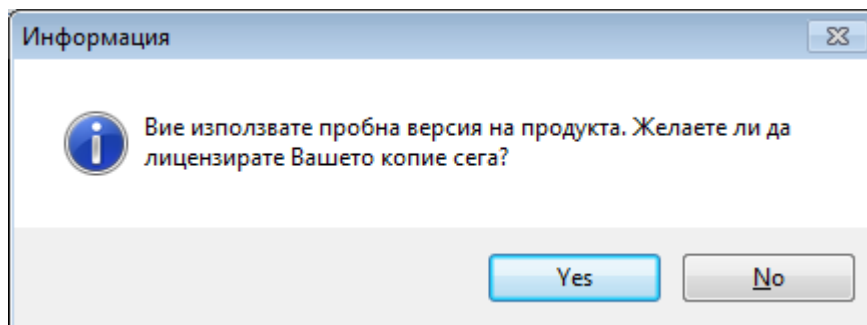 Информация
Вие използвате пробна версия на продукта. Желаете ли да
лицензирате Вашето копие сега?
Yes
No